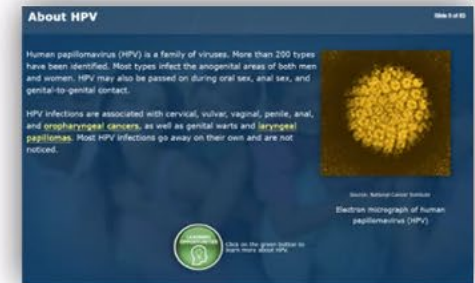 About HPV
Slide 5 of 83
Human papillomavirus (HPV) is a family of viruses. More than 200 types
have been identified. Most types infect the anogenital areas of both men
and women. HPV may also be passed on during oral sex, anal sex, and
genital-to-genital contact.
HPV infections are associated with cervical, vulvar, vaginal, penile, anal,
and oropharyngeal cancers, as well as genital warts and laryngeal
papillomas. Most HPV infections go away on their own and are not
noticed.
Source: National Cancer Institute
Electron micrograph of human
papillomavirus (HPV)
LEARNING
OPPORTUNITIES
Click on the green button to
learn more about HPV.